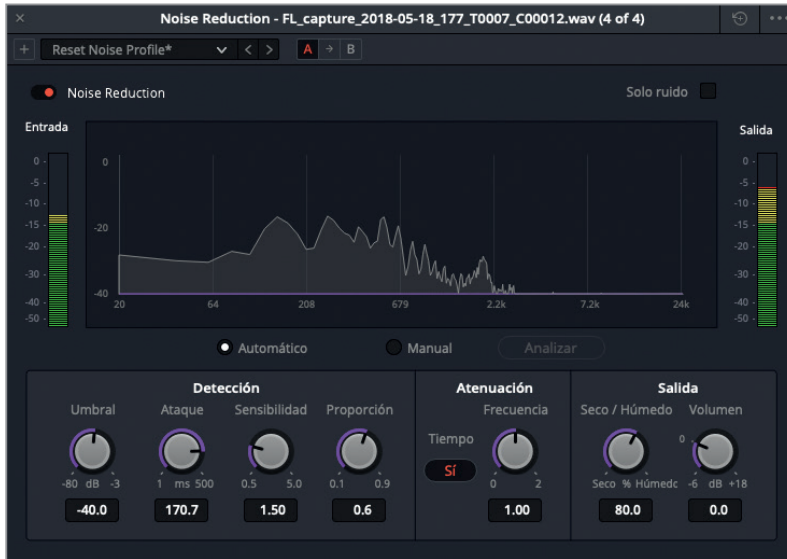 Noise Reduction - FL_capture_2018-05-18_177_T0007_C00012.wav (4 of 4)
Reset Noise Profile* A B
Noise Reduction Solo ruido
Entrada Salida
0 0 0
-5 -5
-10 -10
-15 -15
-20 -20 -20
-30 -30
-40 -40 -40
20 64 208 679 2.2k 7.2k 24k
-50 -50
Automático Manual Analizar
Detección Atenuación Salida
Umbral Ataque Sensibilidad Proporción Frecuencia Seco / Húmedo Volumen
Tiempo 0
Sí
-80 dB -3 1 ms 500 0.5 5.0 0.1 0.9 0 2 Seco % Húmedc -6 dB +18
-40.0 170.7 1.50 0.6 1.00 80.0 0.0